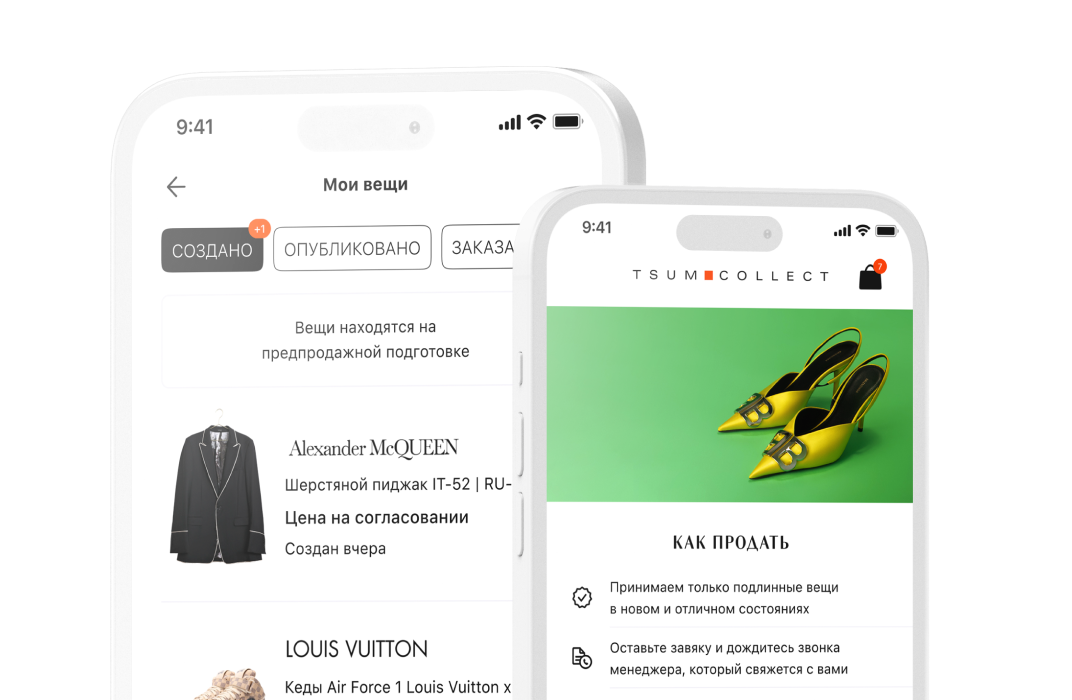 9:41
Мои вещи
+1
СОЗДАНО
ОПУБЛИКОВАНО
ЗАКАЗА
Вещи находятся на
предпродажной подготовке
Alexander McQUEEN
Шерстяной пиджак IT-52 | RU-
Цена на согласовании
Создан вчера
LOUIS VUITTON
Кеды Air Force 1 Louis Vuitton x
9:41
TSUM COLLECT
7
B
B
КАК ПРОДАТЬ
Принимаем только подлинные вещи
в новом и отличном состояниях
Оставьте завяку и дождитесь звонка
менеджера, который свяжется с вами